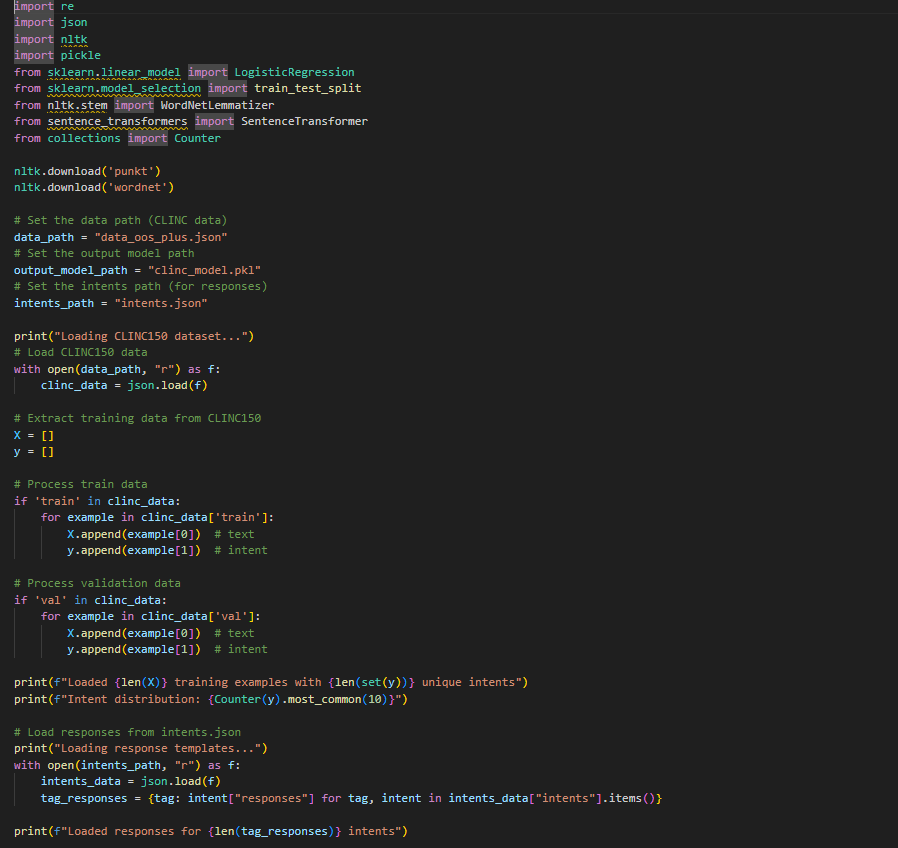 import re
import json
import nltk
import pickle
from sklearn.linear_model import LogisticRegression
from sklearn.model_selection import train_test_split
from nltk.stem import WordNetLemmatizer
from sentence_transformers import SentenceTransformer
from collections import Counter

nltk.download('punkt')
nltk.download('wordnet')

# Set the data path (CLINC data)
data_path = "data_oos_plus.json"
# Set the output model path
output_model_path = "clinc_model.pkl"
# Set the intents path (for responses)
intents_path = "intents.json"

print("Loading CLINC150 dataset...")
# Load CLINC150 data
with open(data_path, "r") as f:
    clinc_data = json.load(f)

# Extract training data from CLINC150
X = []
y = []

# Process train data
if 'train' in clinc_data:
    for example in clinc_data['train']:
        X.append(example[0])  # text
        y.append(example[1])  # intent

# Process validation data
if 'val' in clinc_data:
    for example in clinc_data['val']:
        X.append(example[0])  # text
        y.append(example[1])  # intent

print(f"Loaded {len(X)} training examples with {len(set(y))} unique intents")
print(f"Intent distribution: {Counter(y).most_common(10)}")

# Load responses from intents.json
print("Loading response templates...")
with open(intents_path, "r") as f:
    intents_data = json.load(f)
    tag_responses = {tag: intent["responses"] for tag, intent in intents_data["intents"].items()}

print(f"Loaded responses for {len(tag_responses)} intents")